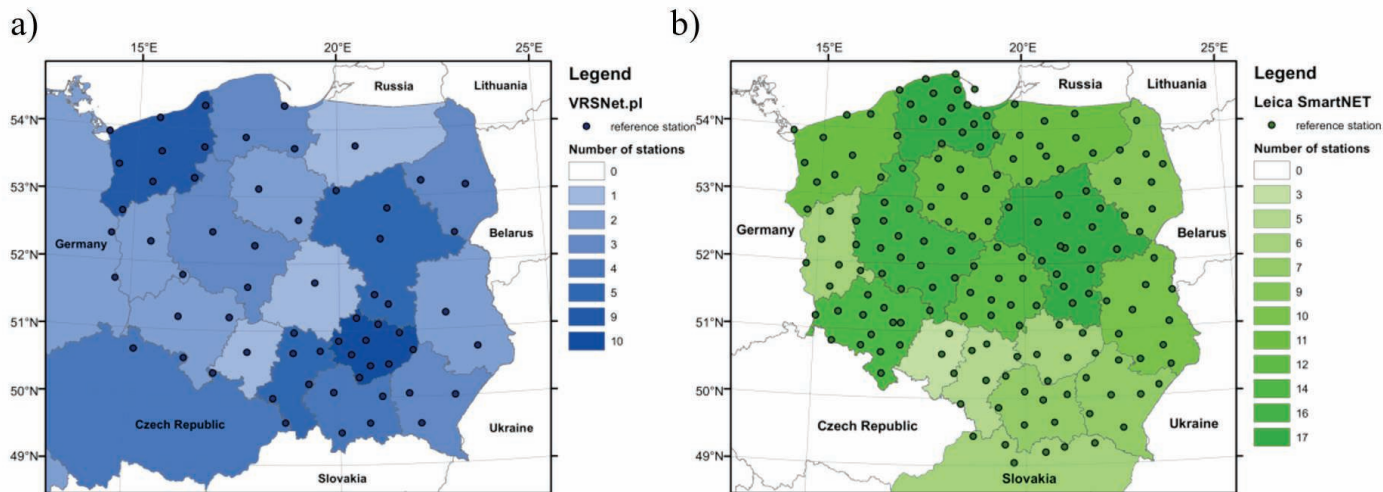 a)
15°E 20°E 25°E
54°N
53°N
52°N
51°N
50°N
49°N
Russia
Lithuania
Germany
Belarus
Czech Republic
Ukraine
Slovakia
Legend
VRSNet.pl
reference station
Number of stations
0
1
2
3
4
5
9
10
b)
15°E 20°E 25°E
54°N
53°N
52°N
51°N
50°N
49°N
Russia
Lithuania
Germany
Belarus
Czech Republic
Ukraine
Slovakia
Legend
Leica SmartNET
reference station
Number of stations
0
3
5
6
7
9
10
11
12
14
16
17